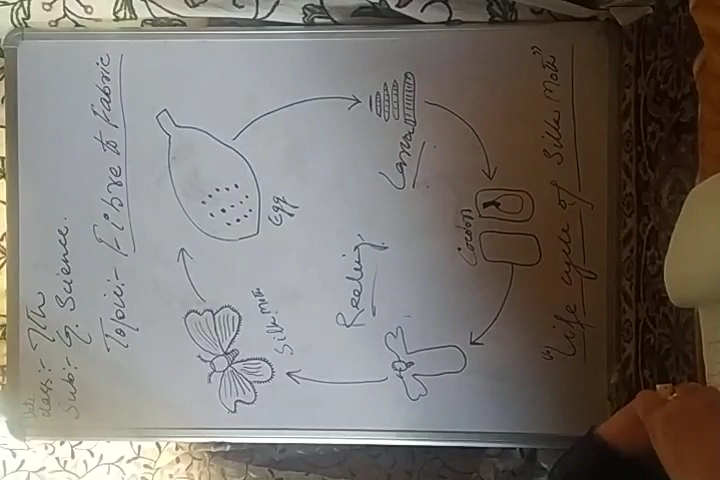 Date
Class:- 7th
Sub:- G. Science.
Topic:- Fibre to Fabric
Egg
Larva
Silk Moth
Reeling
Cocoon
"Life cycle of Silk Moth"